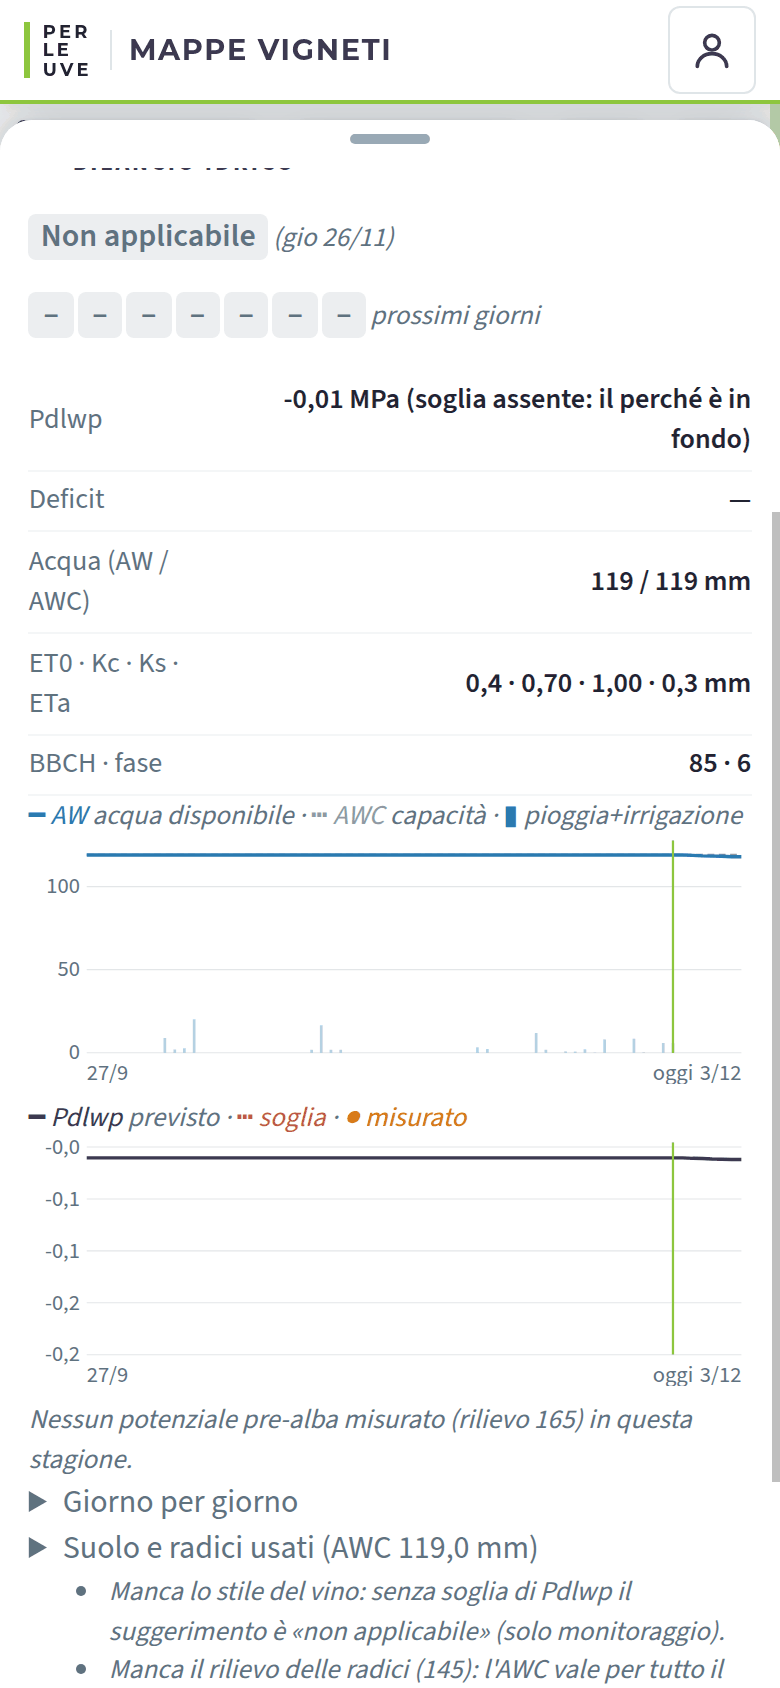 PER
LE
UVE
MAPPE VIGNETI
BILANCIO IDRICO
Non applicabile (gio 26/11)
– – – – – – – prossimi giorni
Pdlwp -0,01 MPa (soglia assente: il perché è in
fondo)
Deficit —
Acqua (AW /
AWC) 119 / 119 mm
ET0 · Kc · Ks ·
ETa 0,4 · 0,70 · 1,00 · 0,3 mm
BBCH · fase 85 · 6
AW acqua disponibile · AWC capacità · pioggia+irrigazione
100
50
0
27/9 oggi 3/12
Pdlwp previsto · soglia · misurato
-0,0
-0,1
-0,1
-0,2
-0,2
27/9 oggi 3/12
Nessun potenziale pre-alba misurato (rilievo 165) in questa
stagione.
Giorno per giorno
Suolo e radici usati (AWC 119,0 mm)
• Manca lo stile del vino: senza soglia di Pdlwp il
suggerimento è «non applicabile» (solo monitoraggio).
• Manca il rilievo delle radici (145): l'AWC vale per tutto il